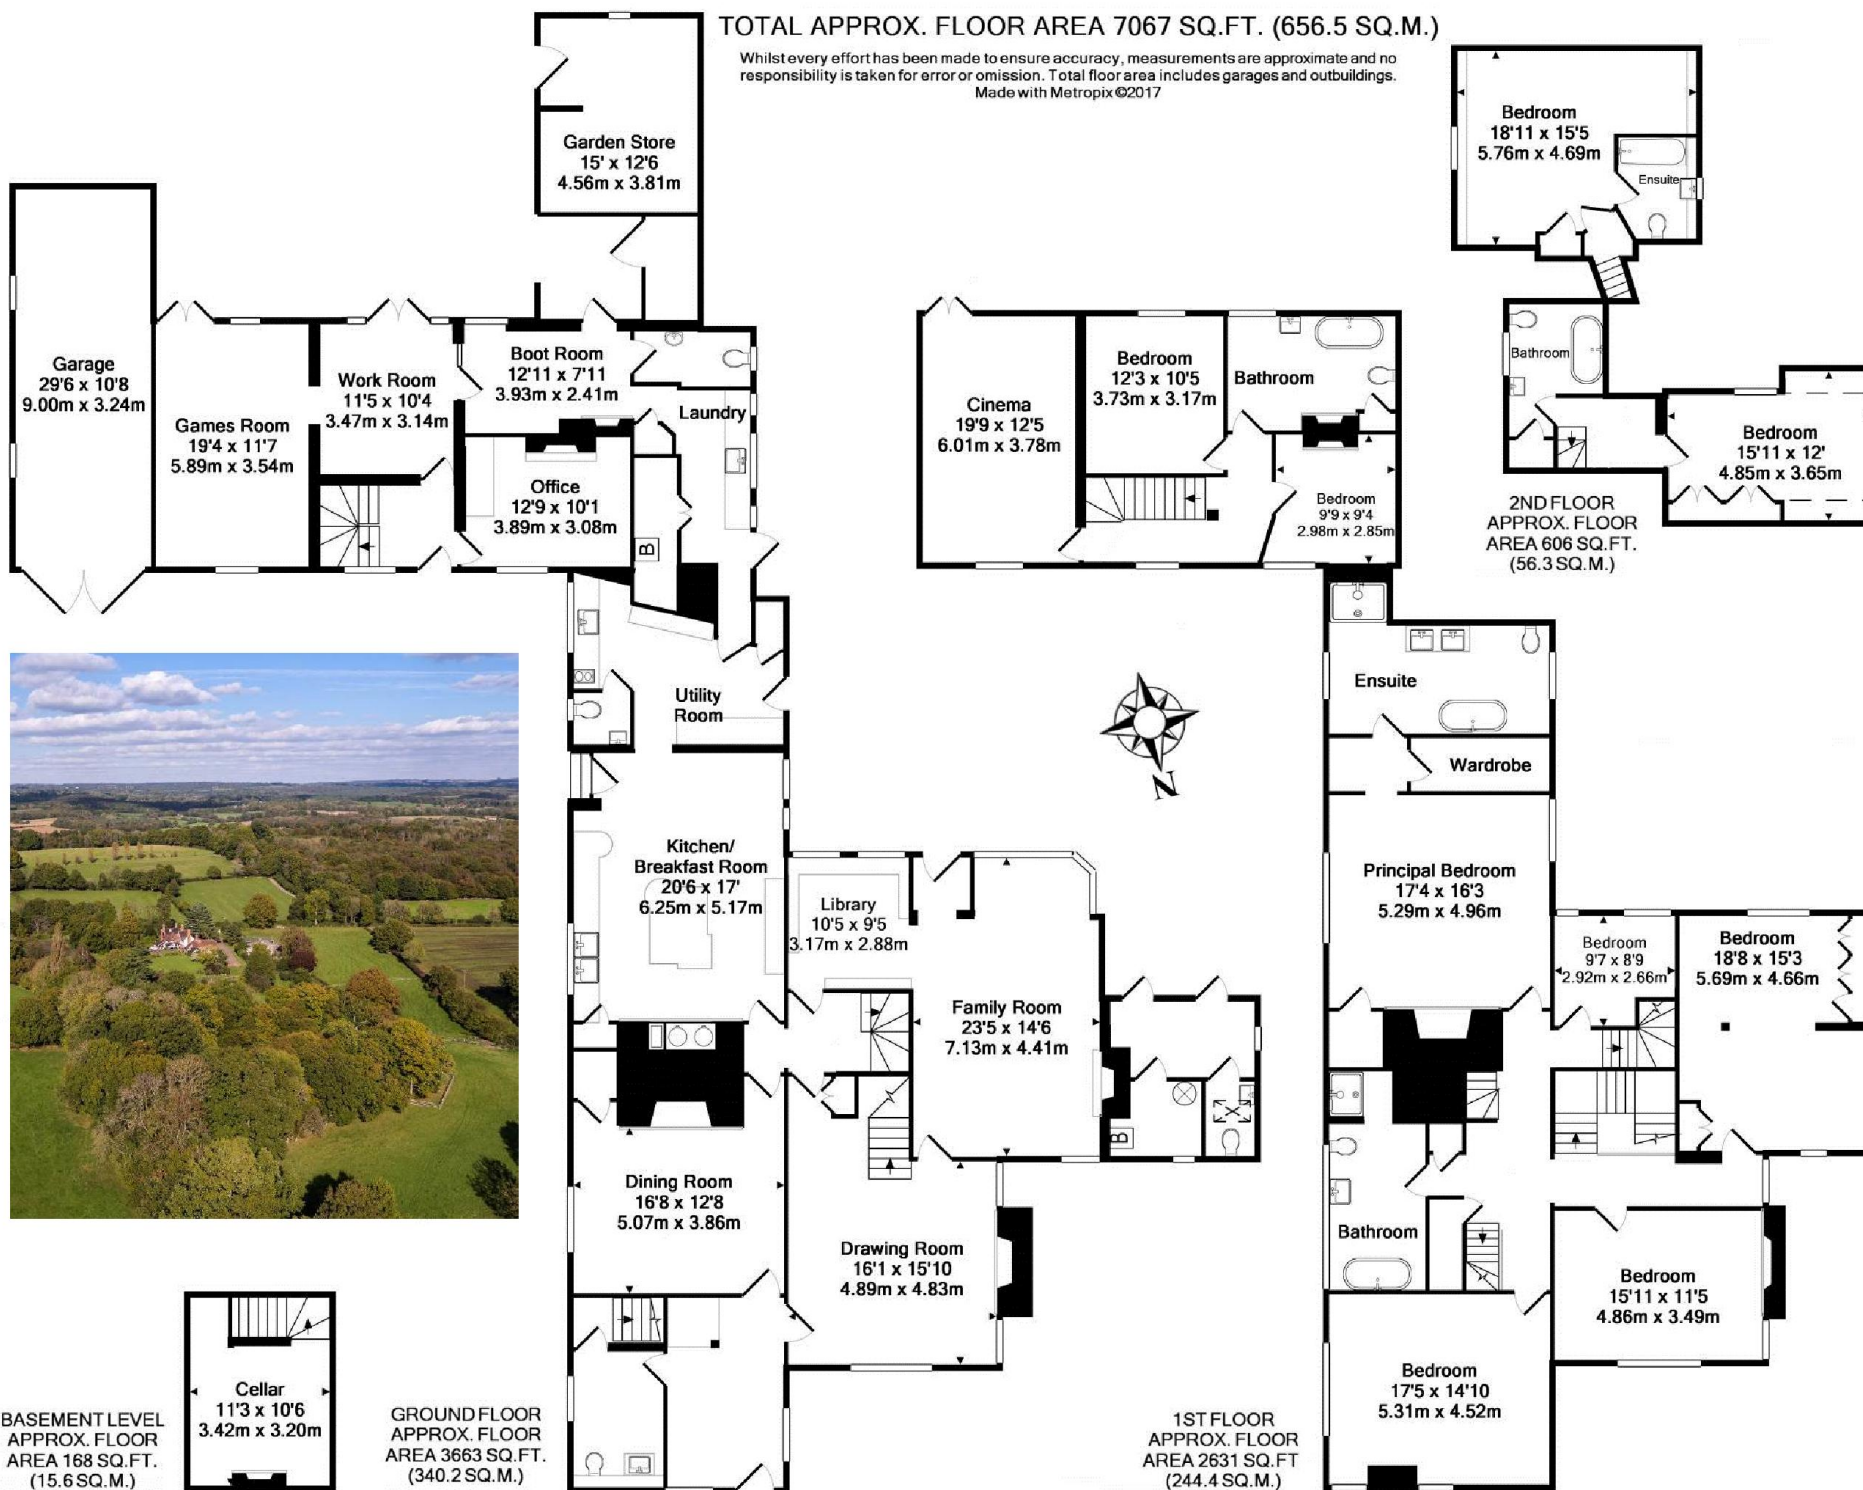 TOTAL APPROX. FLOOR AREA 7067 SQ.FT. (656.5 SQ.M.)
Whilst every effort has been made to ensure accuracy, measurements are approximate and no
responsibility is taken for error or omission. Total floor area includes garages and outbuildings.
Made with Metropix ©2017
Garden Store
15' x 12'6
4.56m x 3.81m
Garage
29'6 x 10'8
9.00m x 3.24m
Games Room
19'4 x 11'7
5.89m x 3.54m
Work Room
11'5 x 10'4
3.47m x 3.14m
Boot Room
12'11 x 7'11
3.93m x 2.41m
Laundry
Office
12'9 x 10'1
3.89m x 3.08m
B
Utility
Room
Kitchen/
Breakfast Room
20'6 x 17'
6.25m x 5.17m
Library
10'5 x 9'5
3.17m x 2.88m
Family Room
23'5 x 14'6
7.13m x 4.41m
B
Dining Room
16'8 x 12'8
5.07m x 3.86m
Drawing Room
16'1 x 15'10
4.89m x 4.83m
Cellar
11'3 x 10'6
3.42m x 3.20m
BASEMENT LEVEL
APPROX. FLOOR
AREA 168 SQ.FT.
(15.6 SQ.M.)
GROUND FLOOR
APPROX. FLOOR
AREA 3663 SQ.FT.
(340.2 SQ.M.)
Cinema
19'9 x 12'5
6.01m x 3.78m
Bedroom
12'3 x 10'5
3.73m x 3.17m
Bathroom
Bedroom
9'9 x 9'4
2.98m x 2.85m
N
Ensuite
Wardrobe
Principal Bedroom
17'4 x 16'3
5.29m x 4.96m
Bedroom
9'7 x 8'9
2.92m x 2.66m
Bedroom
18'8 x 15'3
5.69m x 4.66m
Bathroom
Bedroom
15'11 x 11'5
4.86m x 3.49m
Bedroom
17'5 x 14'10
5.31m x 4.52m
1ST FLOOR
APPROX. FLOOR
AREA 2631 SQ.FT
(244.4 SQ.M.)
Bedroom
18'11 x 15'5
5.76m x 4.69m
Ensuite
Bathroom
Bedroom
15'11 x 12'
4.85m x 3.65m
2ND FLOOR
APPROX. FLOOR
AREA 606 SQ.FT.
(56.3 SQ.M.)